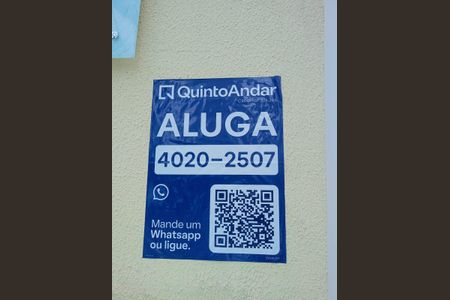 QuintoAndar
ALUGA
4020-2507
Mande um
Whatsapp
ou ligue.